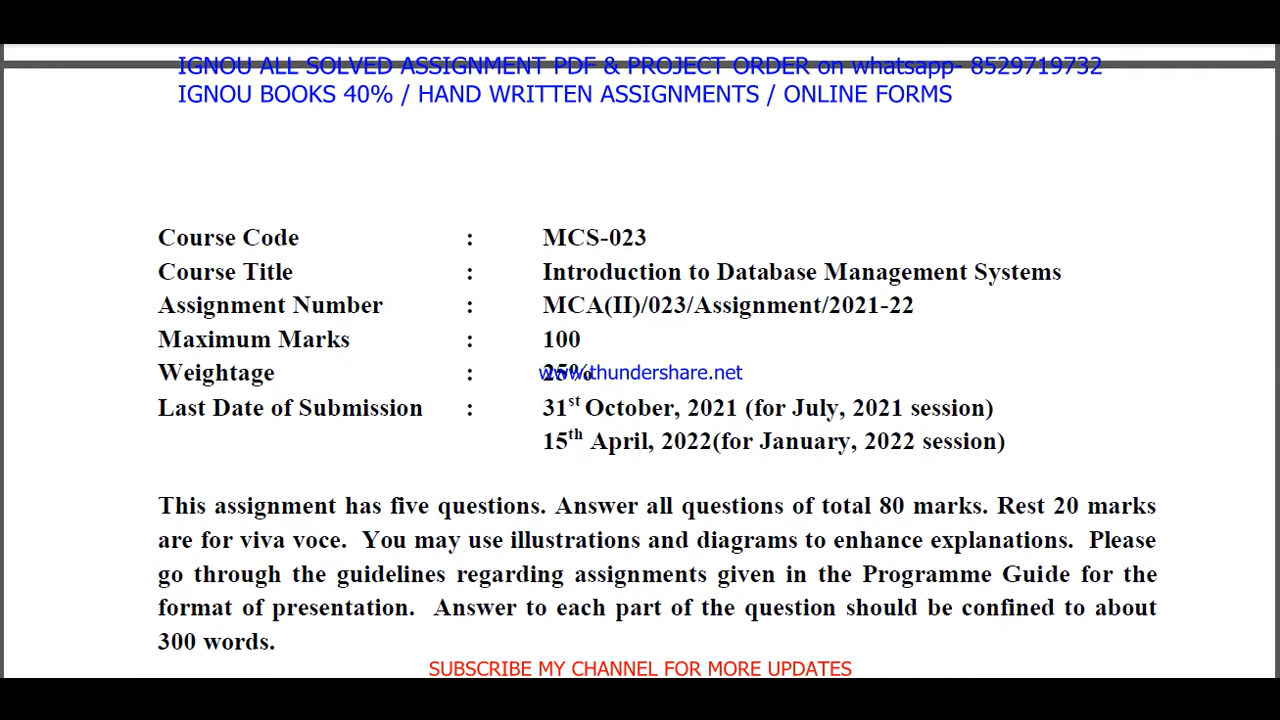 IGNOU ALL SOLVED ASSIGNMENT PDF & PROJECT ORDER on whatsapp- 8529719732
IGNOU BOOKS 40% / HAND WRITTEN ASSIGNMENTS / ONLINE FORMS
Course Code : MCS-023
Course Title : Introduction to Database Management Systems
Assignment Number : MCA(II)/023/Assignment/2021-22
Maximum Marks : 100
Weightage : 25%
www.thundershare.net
Last Date of Submission : 31st October, 2021 (for July, 2021 session)
15th April, 2022(for January, 2022 session)
This assignment has five questions. Answer all questions of total 80 marks. Rest 20 marks
are for viva voce. You may use illustrations and diagrams to enhance explanations. Please
go through the guidelines regarding assignments given in the Programme Guide for the
format of presentation. Answer to each part of the question should be confined to about
300 words.
SUBSCRIBE MY CHANNEL FOR MORE UPDATES